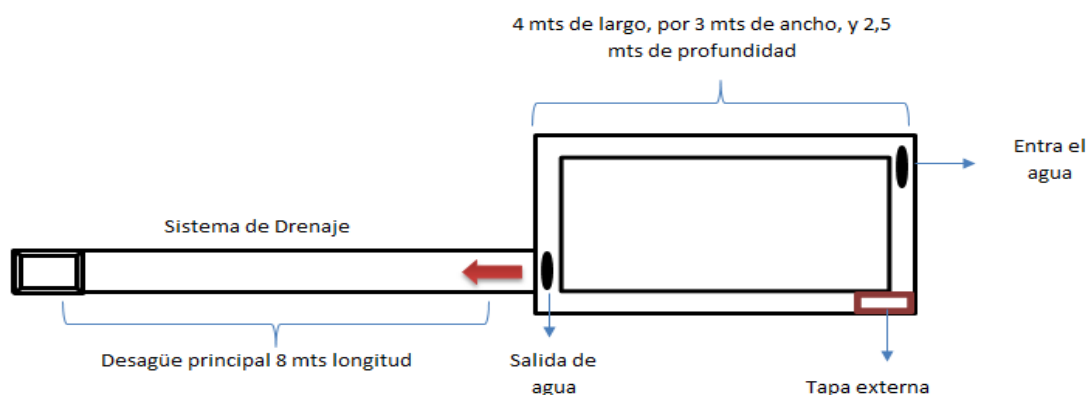 4 mts de largo, por 3 mts de ancho, y 2,5
mts de profundidad
Entra el
agua
Sistema de Drenaje
Desagüe principal 8 mts longitud
Salida de
agua
Tapa externa